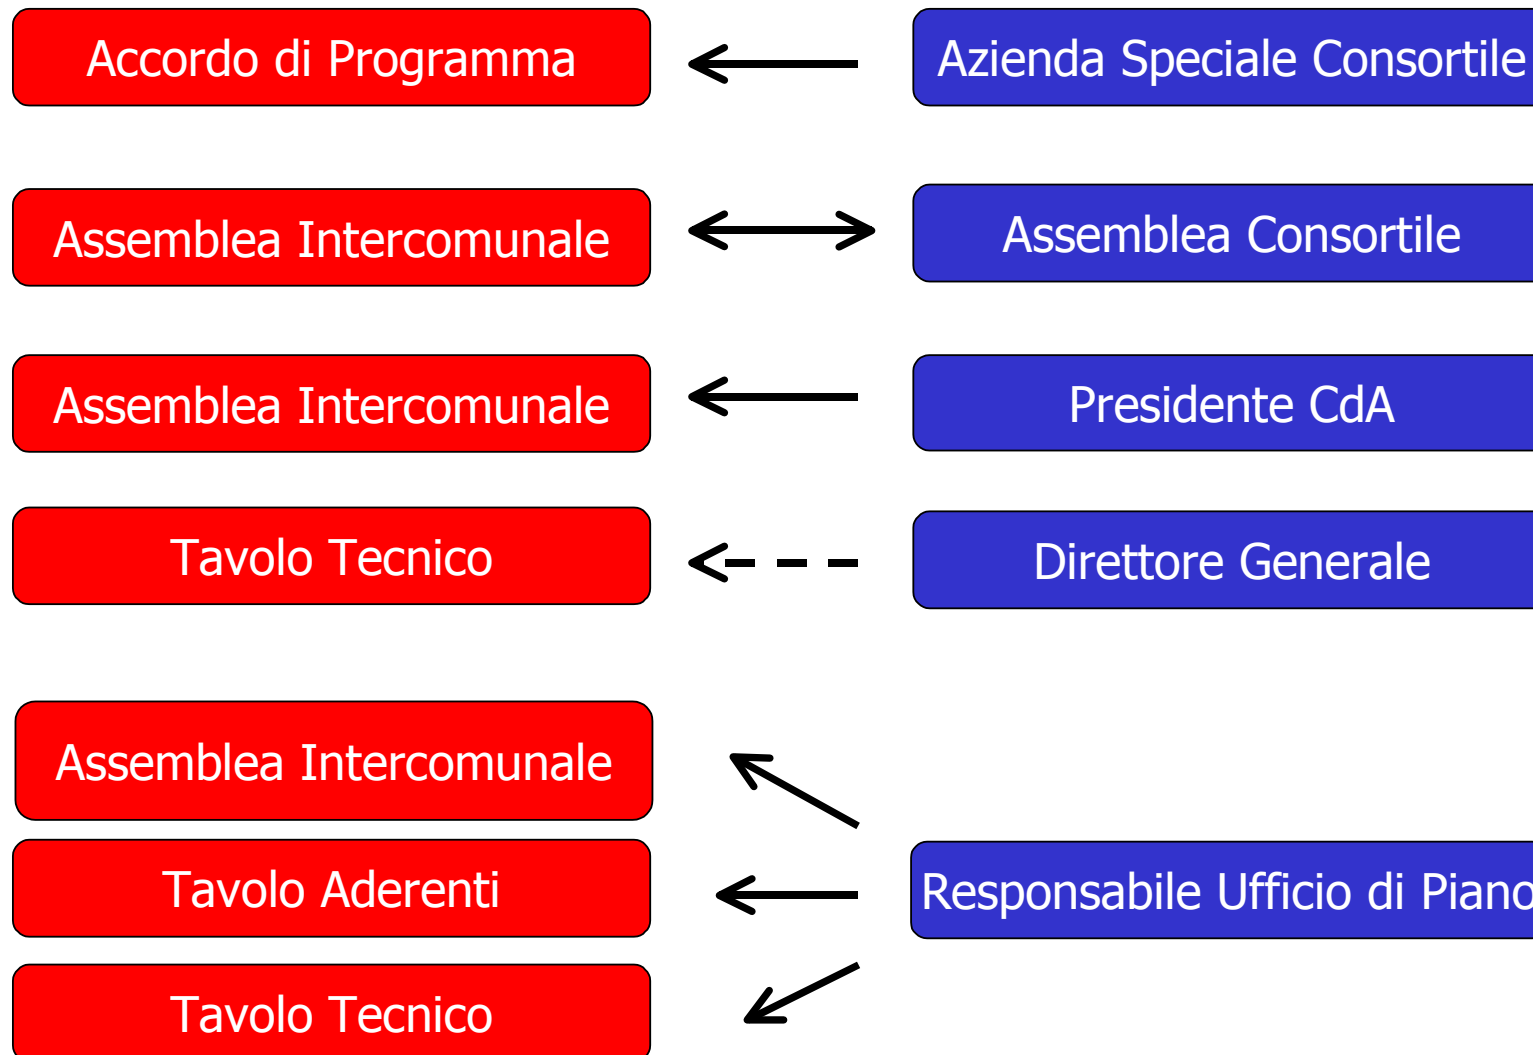 Accordo di Programma
Azienda Speciale Consortile
Assemblea Intercomunale
Assemblea Consortile
Assemblea Intercomunale
Presidente CdA
Tavolo Tecnico
Direttore Generale
Assemblea Intercomunale
Tavolo Aderenti
Responsabile Ufficio di Piano
Tavolo Tecnico